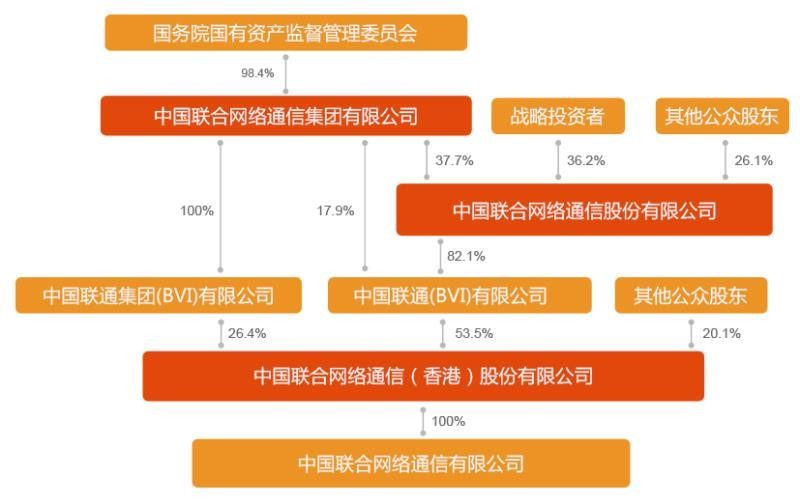 国务院国有资产监督管理委员会
98.4%
中国联合网络通信集团有限公司
战略投资者
其他公众股东
37.7%
36.2%
26.1%
100%
17.9%
中国联合网络通信股份有限公司
82.1%
中国联通集团(BVI)有限公司
中国联通(BVI)有限公司
其他公众股东
26.4%
53.5%
20.1%
中国联合网络通信（香港）股份有限公司
100%
中国联合网络通信有限公司